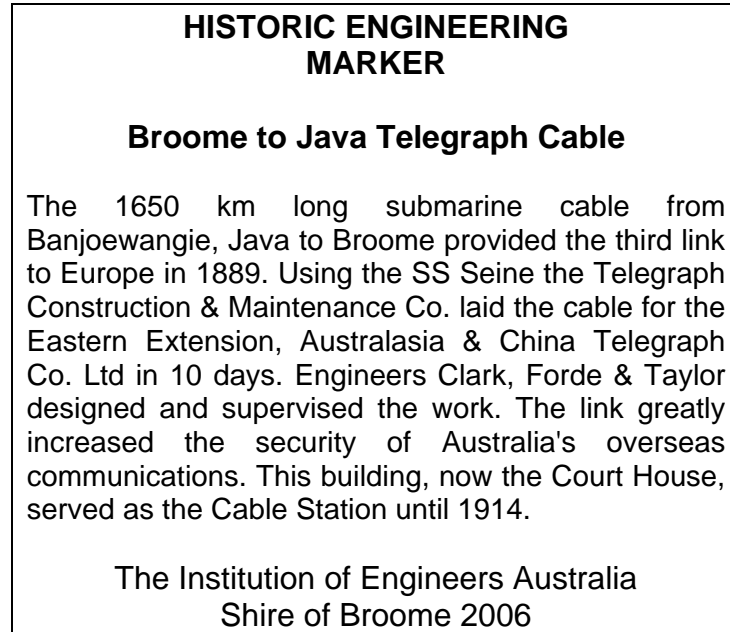 HISTORIC ENGINEERING
MARKER
Broome to Java Telegraph Cable
The 1650 km long submarine cable from
Banjoewangie, Java to Broome provided the third link
to Europe in 1889. Using the SS Seine the Telegraph
Construction & Maintenance Co. laid the cable for the
Eastern Extension, Australasia & China Telegraph
Co. Ltd in 10 days. Engineers Clark, Forde & Taylor
designed and supervised the work. The link greatly
increased the security of Australia's overseas
communications. This building, now the Court House,
served as the Cable Station until 1914.
The Institution of Engineers Australia
Shire of Broome 2006